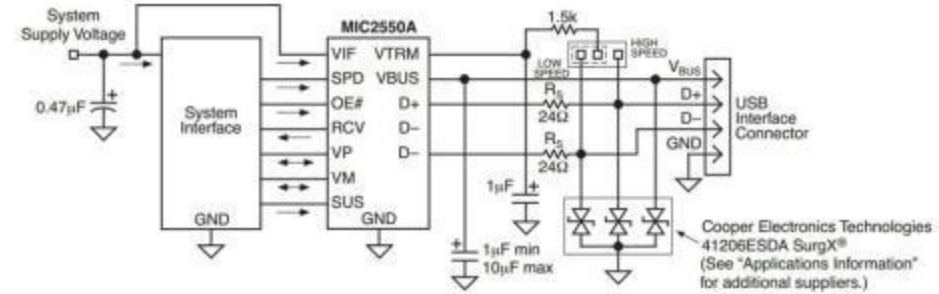 System
Supply Voltage
0.47µF
+
System
Interface
GND
MIC2550A
VIF
VTRM
SPD
VBUS
OE#
D+
RCV
D–
VP
D–
VM
SUS
GND
1.5k
LOW
SPEED
HIGH
SPEED
RS
24Ω
RS
24Ω
1µF
+
+
1µF min
10µF max
VBUS
D+
D–
GND
USB
Interface
Connector
Cooper Electronics Technologies
41206ESDA SurgX®
(See "Applications Information"
for additional suppliers.)